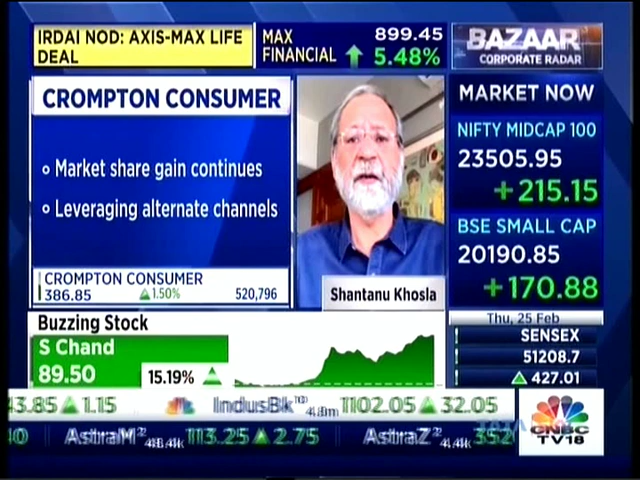 IRDAI NOD: AXIS-MAX LIFE
DEAL
MAX
FINANCIAL
899.45
5.48%
BAZAAR
CORPORATE RADAR
CROMPTON CONSUMER
Market share gain continues
Leveraging alternate channels
CROMPTON CONSUMER
386.85 1.50% 520,796
Shantanu Khosla
MARKET NOW
NIFTY MIDCAP 100
23505.95
+215.15
BSE SMALL CAP
20190.85
+170.88
Thu, 25 Feb
SENSEX
51208.7
427.01
Buzzing Stock
S Chand
89.50 15.19%
43.85 1.15 IndusBk 1102.05 32.05
AstraM 113.25 2.75 AstraZ 4.4k 352
CNBC
TV18